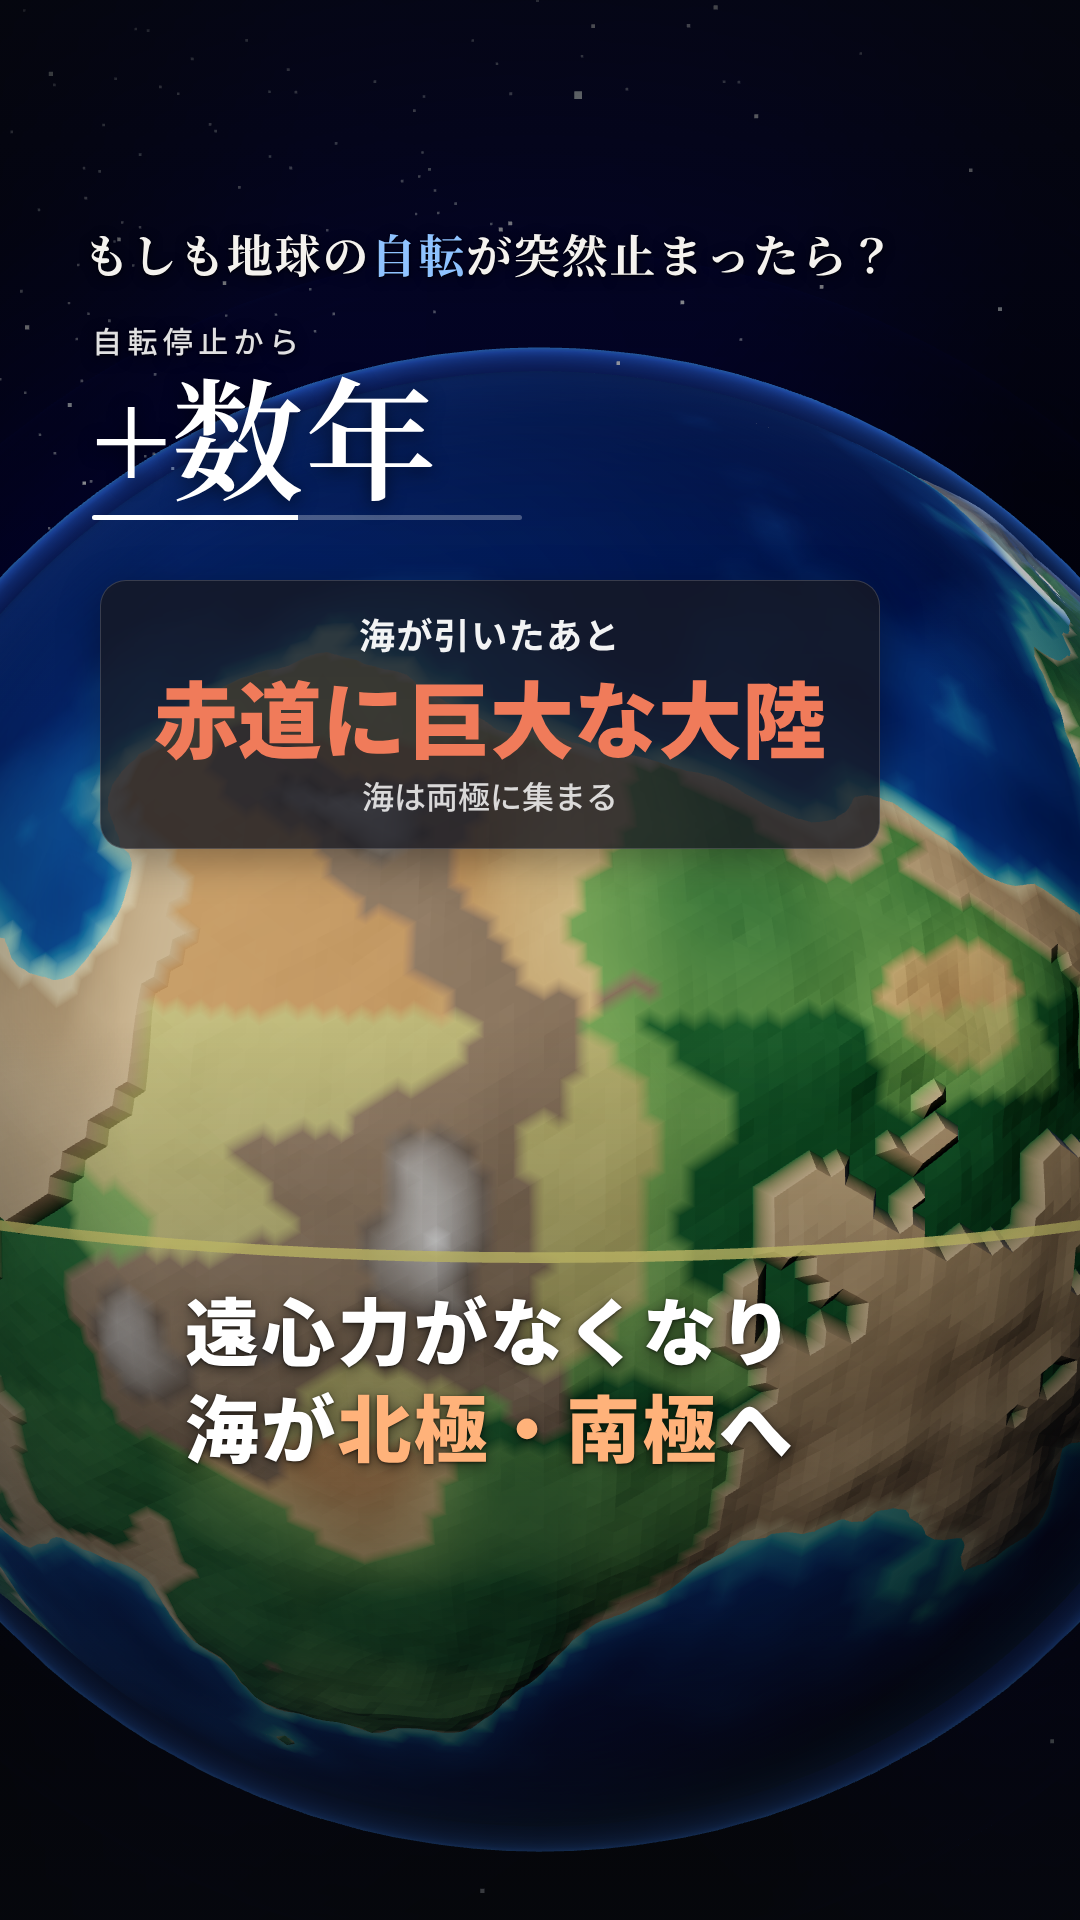 もしも地球の自転が突然止まったら？
自転停止から
+数年
海が引いたあと
赤道に巨大な大陸
海は両極に集まる
遠心力がなくなり
海が北極・南極へ